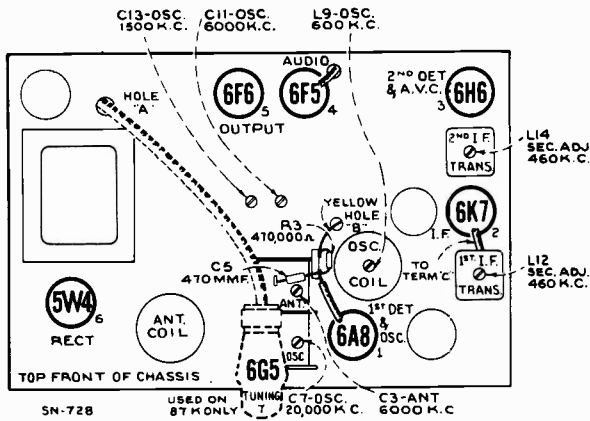 C13-OSC.
1500 K.C.
C11-OSC.
6000 K.C.
L9-OSC.
600 K.C.
HOLE
"A"
6F6
5
OUTPUT
AUDIO
6F5
4
2ND DET
& A.V.C.
6H6
3
2ND I.F.
TRANS.
L14
SEC. ADJ.
460 K.C.
YELLOW
HOLE
"B"
R3
470,000Ω
6K7
I.F.
2
C5
470 MMF.
OSC.
COIL
TO
TERM"C"
1ST I.F.
TRANS.
L12
SEC. ADJ.
460 K.C.
5W4
6
RECT
ANT.
COIL
ANT.
OSC
1ST DET
&
OSC.
6A8
1
6G5
TUNING
7
TOP FRONT OF CHASSIS
SN-728
USED ON
87K ONLY
C7-OSC.
20,000 K.C.
C3-ANT
6000 K.C